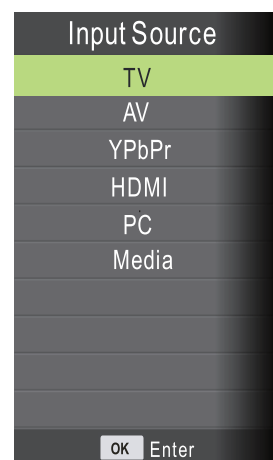 Input Source
TV
AV
YPbPr
HDMI
PC
Media
OK Enter